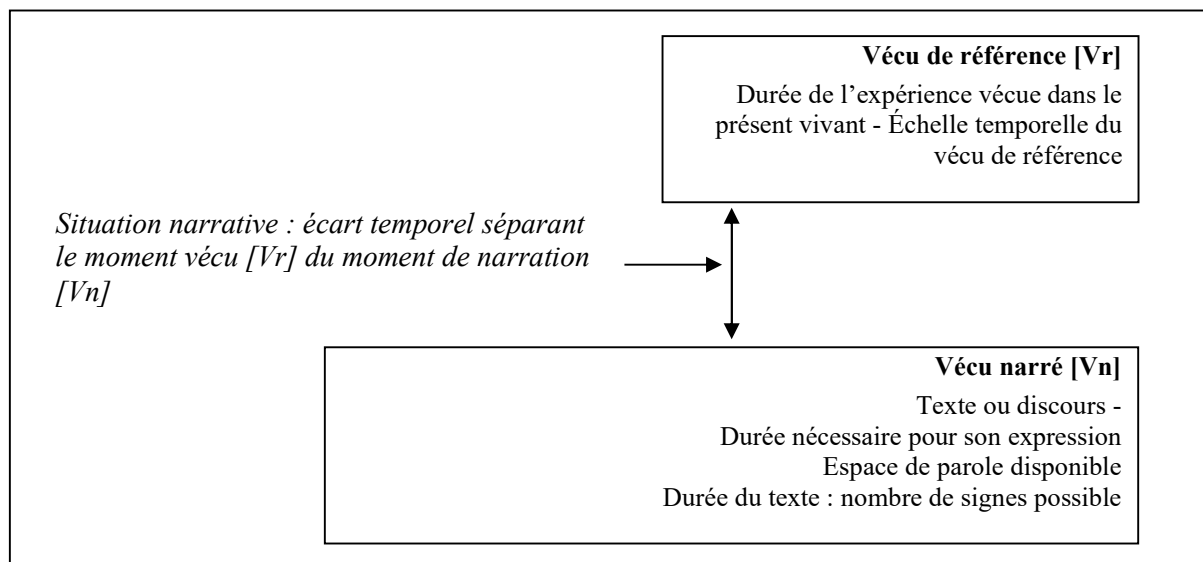 Vécu de référence [Vr]
Durée de l’expérience vécue dans le
présent vivant - Échelle temporelle du
vécu de référence
Situation narrative : écart temporel séparant
le moment vécu [Vr] du moment de narration
[Vn]
Vécu narré [Vn]
Texte ou discours -
Durée nécessaire pour son expression
Espace de parole disponible
Durée du texte : nombre de signes possible